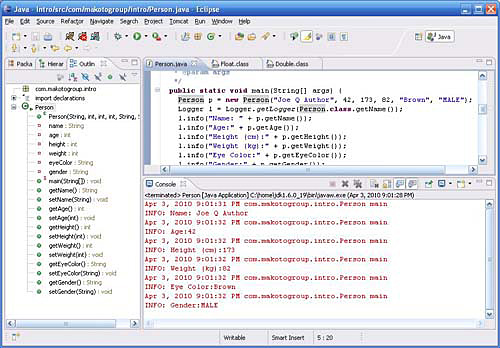 Java - Intro/src/com/makotogroup/intro/Person.java - Eclipse
File Edit Source Refactor Navigate Search Project Tomcat Run Window Help
Java
Packa Hierar Outline
com.makotogroup.intro
import declarations
Person
Person(String, int, int, int, String,
name : String
age : int
height : int
weight : int
eyeColor : String
gender : String
main(String[]) : void
getName() : String
setName(String) : void
getAge() : int
setAge(int) : void
getHeight() : int
setHeight(int) : void
getWeight() : int
setWeight(int) : void
getEyeColor() : String
setEyeColor(String) : void
getGender() : String
setGender(String) : void
Person.java Float.class Double.class
* @param args
*/
public static void main(String[] args) {
Person p = new Person("Joe Q Author", 42, 173, 82, "Brown", "MALE");
Logger l = Logger.getLogger(Person.class.getName());
l.info("Name: " + p.getName());
l.info("Age:" + p.getAge());
l.info("Height (cm):" + p.getHeight());
l.info("Weight (kg):" + p.getWeight());
l.info("Eye Color:" + p.getEyeColor());
l.info("Gender:" + p.getGender());
Console
<terminated> Person [Java Application] C:\home\jdk1.6.0_19\bin\javaw.exe (Apr 3, 2010 9:01:28 PM)
Apr 3, 2010 9:01:31 PM com.makotogroup.intro.Person main
INFO: Name: Joe Q Author
Apr 3, 2010 9:01:32 PM com.makotogroup.intro.Person main
INFO: Age:42
Apr 3, 2010 9:01:32 PM com.makotogroup.intro.Person main
INFO: Height (cm):173
Apr 3, 2010 9:01:32 PM com.makotogroup.intro.Person main
INFO: Weight (kg):82
Apr 3, 2010 9:01:32 PM com.makotogroup.intro.Person main
INFO: Eye Color:Brown
Apr 3, 2010 9:01:32 PM com.makotogroup.intro.Person main
INFO: Gender:MALE
Writable Smart Insert 5 : 20